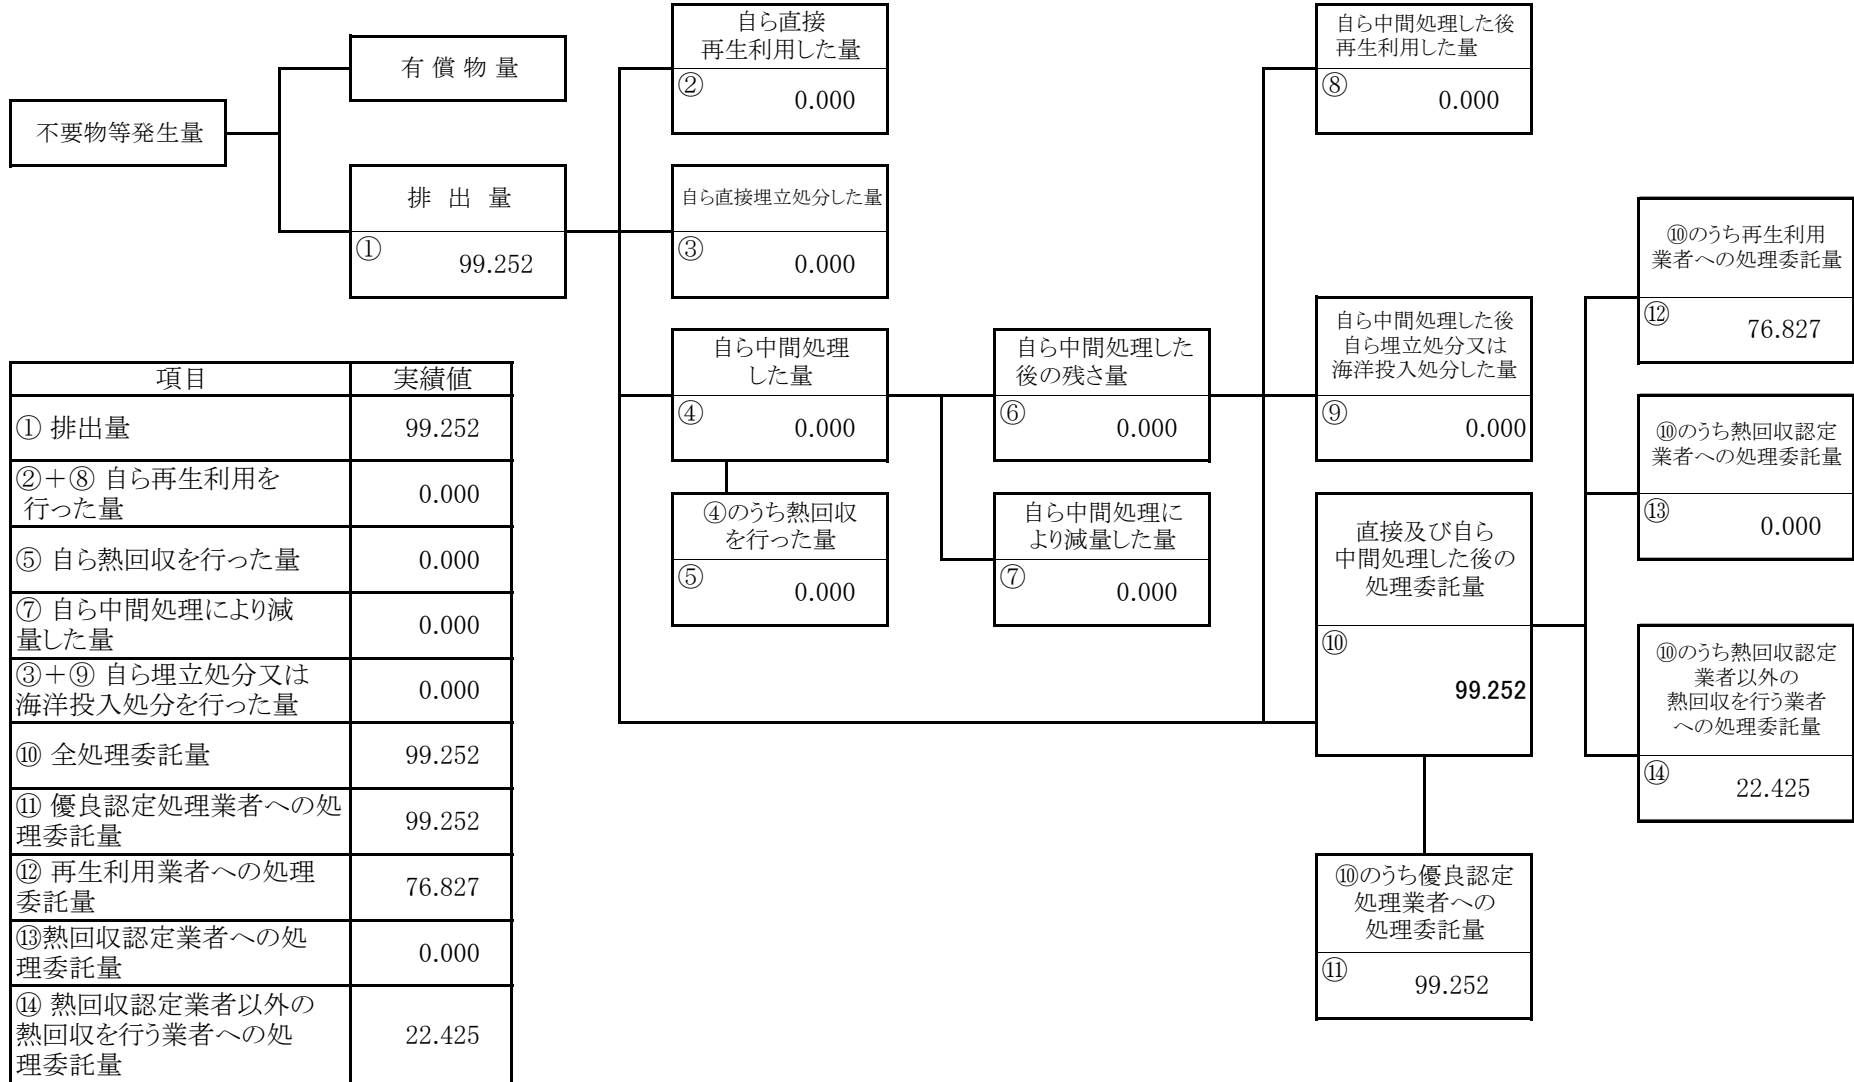 不要物等発生量
有 償 物 量
排 出 量
①
99.252
自ら直接
再生利用した量
②
0.000
自ら直接埋立処分した量
③
0.000
自ら中間処理
した量
④
0.000
④のうち熱回収
を行った量
⑤
0.000
自ら中間処理した
後の残さ量
⑥
0.000
自ら中間処理に
より減量した量
⑦
0.000
自ら中間処理した後
再生利用した量
⑧
0.000
自ら中間処理した後
自ら埋立処分又は
海洋投入処分した量
⑨
0.000
直接及び自ら
中間処理した後の
処理委託量
⑩
99.252
⑩のうち優良認定
処理業者への
処理委託量
⑪
99.252
⑩のうち再生利用
業者への処理委託量
⑫
76.827
⑩のうち熱回収認定
業者への処理委託量
⑬
0.000
⑩のうち熱回収認定
業者以外の
熱回収を行う業者
への処理委託量
⑭
22.425
項目 実績値
① 排出量 99.252
②＋⑧ 自ら再生利用を
行った量 0.000
⑤ 自ら熱回収を行った量 0.000
⑦ 自ら中間処理により減
量した量 0.000
③＋⑨ 自ら埋立処分又は
海洋投入処分を行った量 0.000
⑩ 全処理委託量 99.252
⑪ 優良認定処理業者への処
理委託量 99.252
⑫ 再生利用業者への処理
委託量 76.827
⑬熱回収認定業者への処
理委託量 0.000
⑭ 熱回収認定業者以外の
熱回収を行う業者への処
理委託量 22.425